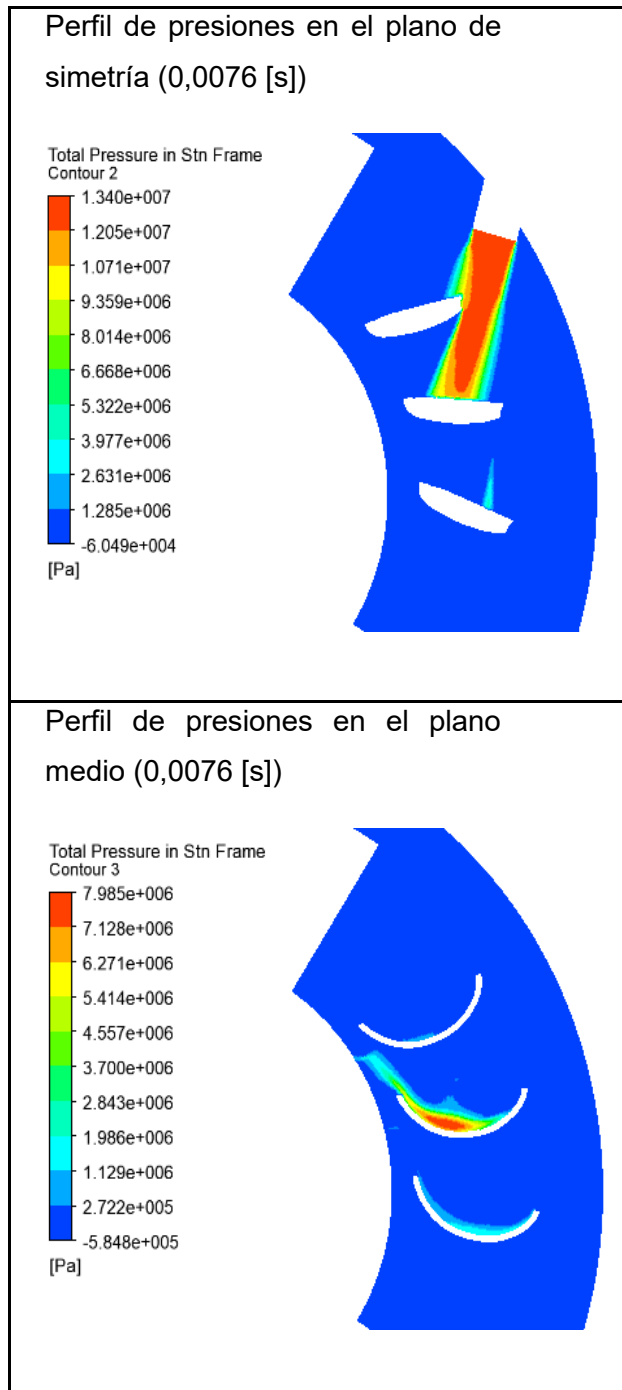 Perfil de presiones en el plano de
simetría (0,0076 [s])
Total Pressure in Stn Frame
Contour 2
1.340e+007
1.205e+007
1.071e+007
9.359e+006
8.014e+006
6.668e+006
5.322e+006
3.977e+006
2.631e+006
1.285e+006
-6.049e+004
[Pa]
Perfil de presiones en el plano
medio (0,0076 [s])
Total Pressure in Stn Frame
Contour 3
7.985e+006
7.128e+006
6.271e+006
5.414e+006
4.557e+006
3.700e+006
2.843e+006
1.986e+006
1.129e+006
2.722e+005
-5.848e+005
[Pa]